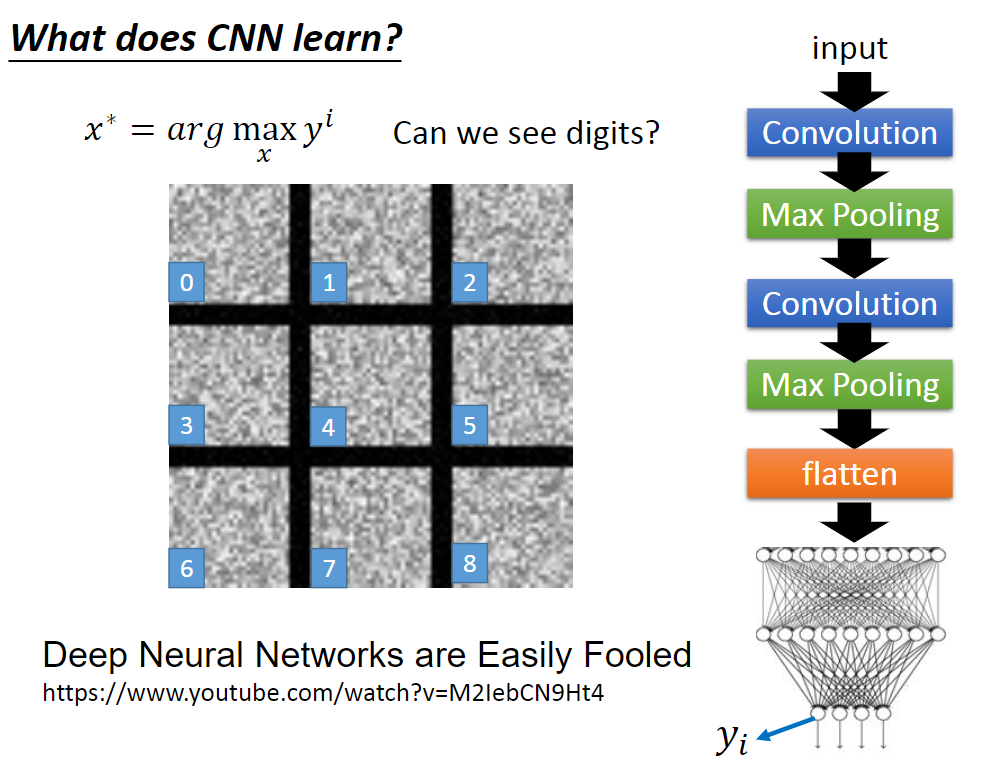 What does CNN learn?
x* = arg max_x y^i
Can we see digits?
0
1
2
3
4
5
6
7
8
Deep Neural Networks are Easily Fooled
https://www.youtube.com/watch?v=M2IebCN9Ht4
input
Convolution
Max Pooling
Convolution
Max Pooling
flatten
y_i